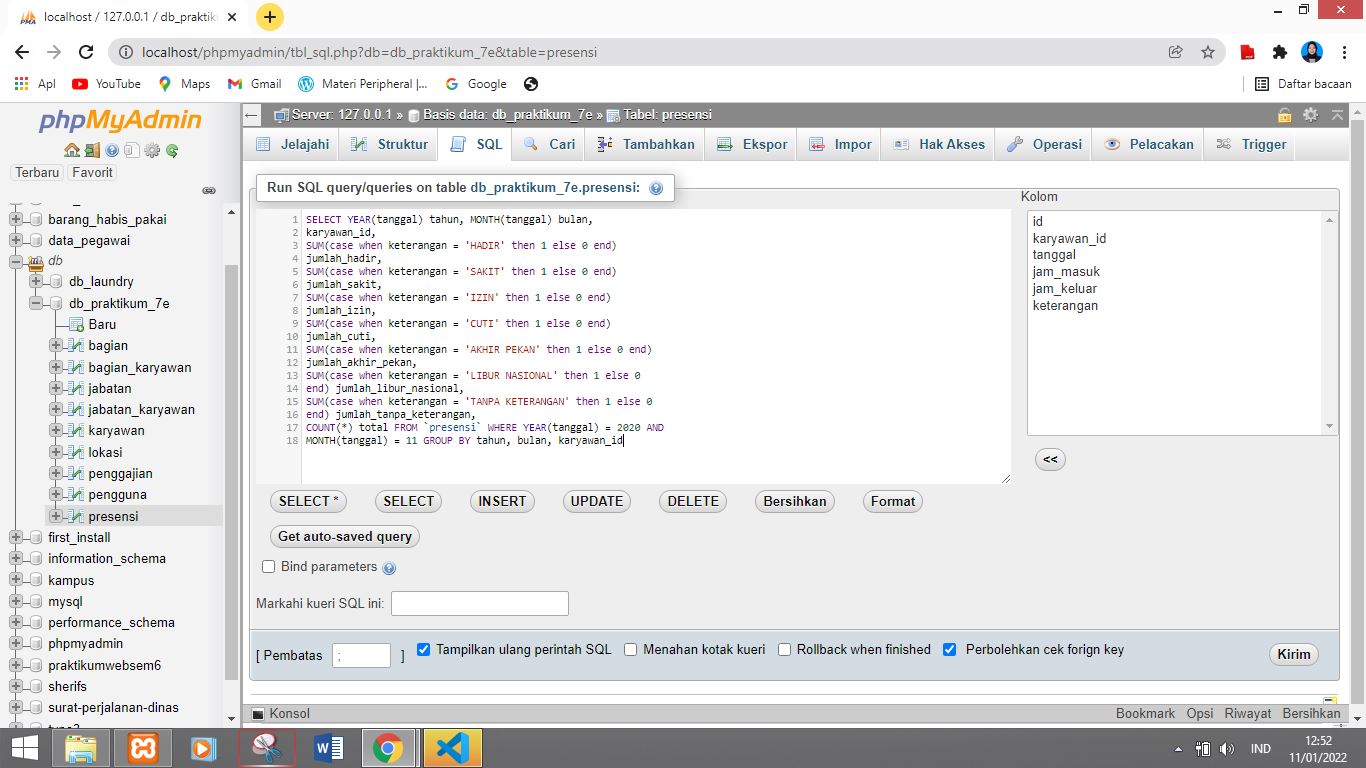 localhost / 127.0.0.1 / db_prakti
localhost/phpmyadmin/tbl_sql.php?db=db_praktikum_7e&table=presensi
Apl YouTube Maps Gmail Materi Peripheral |... Google Daftar bacaan
phpMyAdmin
Terbaru Favorit
barang_habis_pakai
data_pegawai
db
db_laundry
db_praktikum_7e
Baru
bagian
bagian_karyawan
jabatan
jabatan_karyawan
karyawan
lokasi
penggajian
pengguna
presensi
first_install
information_schema
kampus
mysql
performance_schema
phpmyadmin
praktikumwebsem6
sherifs
surat-perjalanan-dinas
Server: 127.0.0.1 » Basis data: db_praktikum_7e » Tabel: presensi
Jelajahi Struktur SQL Cari Tambahkan Ekspor Impor Hak Akses Operasi Pelacakan Trigger
Run SQL query/queries on table db_praktikum_7e.presensi:
1 SELECT YEAR(tanggal) tahun, MONTH(tanggal) bulan,
2 karyawan_id,
3 SUM(case when keterangan = 'HADIR' then 1 else 0 end)
4 jumlah_hadir,
5 SUM(case when keterangan = 'SAKIT' then 1 else 0 end)
6 jumlah_sakit,
7 SUM(case when keterangan = 'IZIN' then 1 else 0 end)
8 jumlah_izin,
9 SUM(case when keterangan = 'CUTI' then 1 else 0 end)
10 jumlah_cuti,
11 SUM(case when keterangan = 'AKHIR PEKAN' then 1 else 0 end)
12 jumlah_akhir_pekan,
13 SUM(case when keterangan = 'LIBUR NASIONAL' then 1 else 0
14 end) jumlah_libur_nasional,
15 SUM(case when keterangan = 'TANPA KETERANGAN' then 1 else 0
16 end) jumlah_tanpa_keterangan,
17 COUNT(*) total FROM `presensi` WHERE YEAR(tanggal) = 2020 AND
18 MONTH(tanggal) = 11 GROUP BY tahun, bulan, karyawan_id
Kolom
id
karyawan_id
tanggal
jam_masuk
jam_keluar
keterangan
<<
SELECT * SELECT INSERT UPDATE DELETE Bersihkan Format
Get auto-saved query
Bind parameters
Markahi kueri SQL ini:
[ Pembatas ; ] Tampilkan ulang perintah SQL Menahan kotak kueri Rollback when finished Perbolehkan cek forign key Kirim
Konsol Bookmark Opsi Riwayat Bersihkan
IND
12:52
11/01/2022